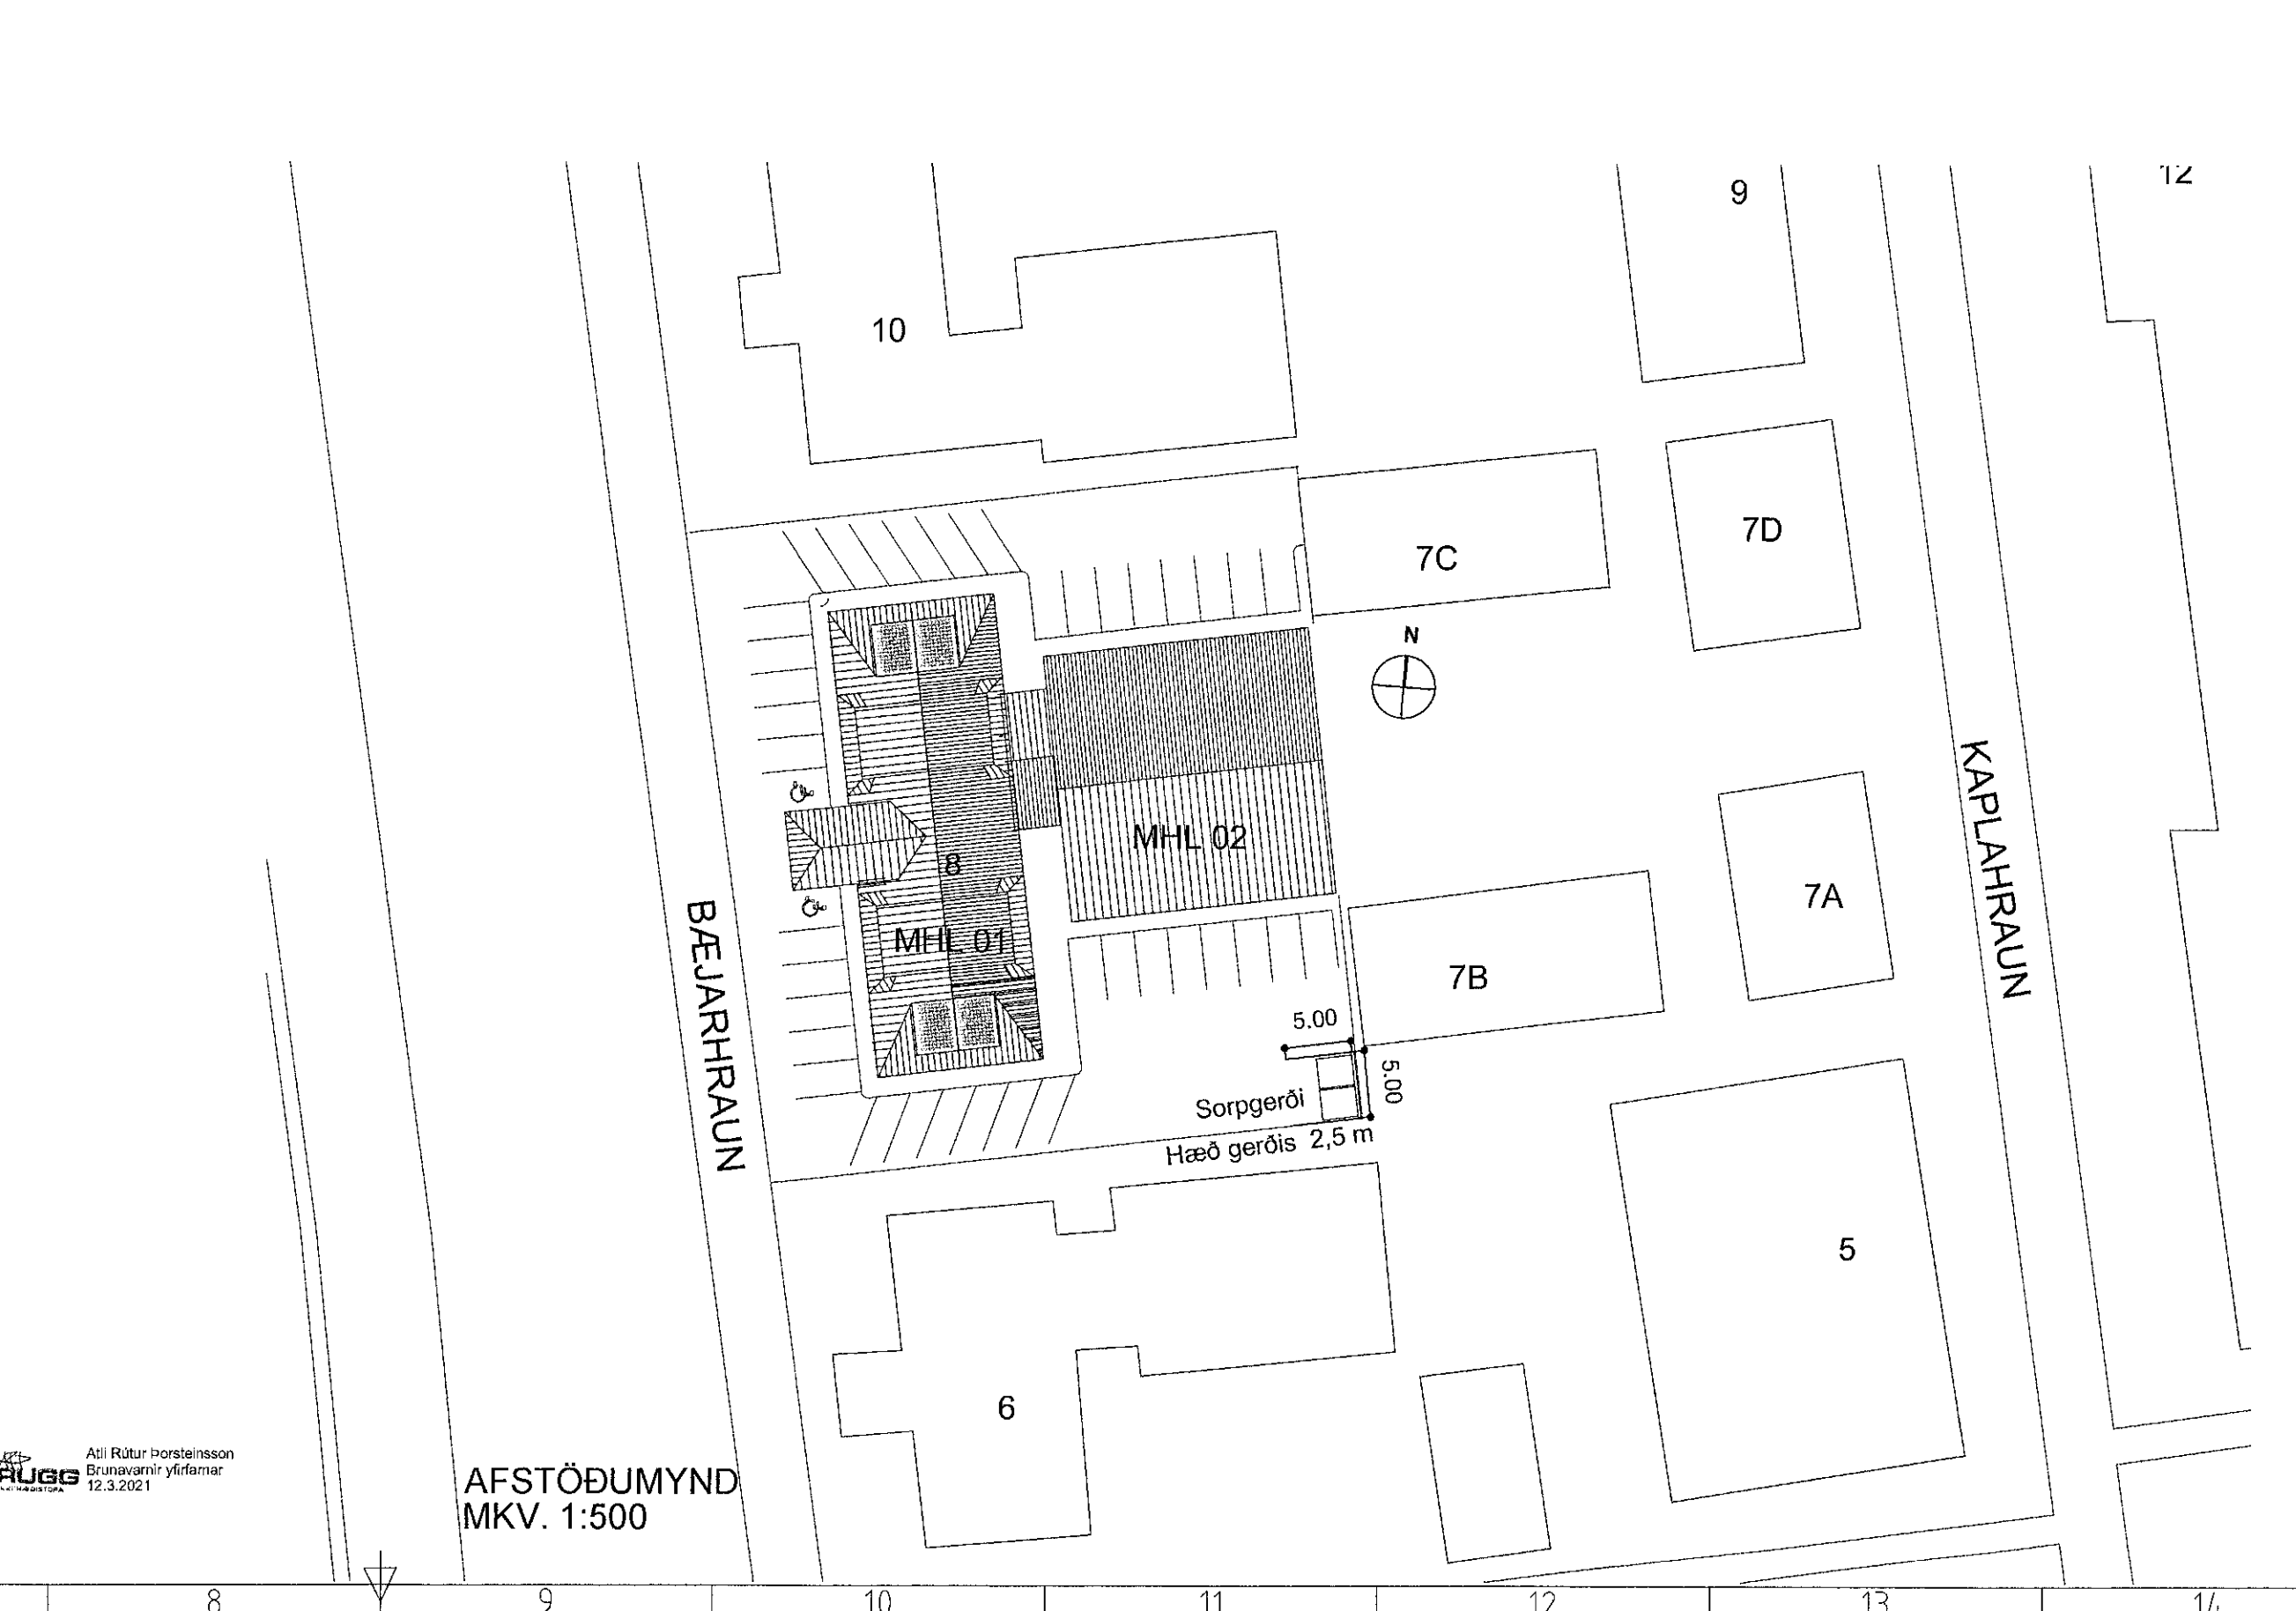 12
9
10
7D
7C
N
MHL 02
8
7A
KAPLAHRAUN
BÆJARHRAUN
MHL 01
7B
5.00
5.00
Sorpgerði
Hæð gerðis 2,5 m
5
6
Atli Rútur Þorsteinsson
Brunavarnir yfirfarnar
12.3.2021
AFSTÖÐUMYND
MKV. 1:500
8
9
10
11
12
13
14